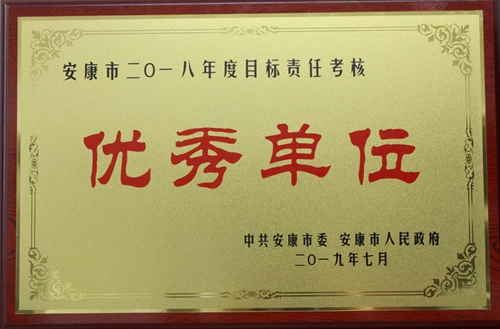 安康市二〇一八年度目标责任考核
优秀单位
中共安康市委 安康市人民政府
二〇一九年七月